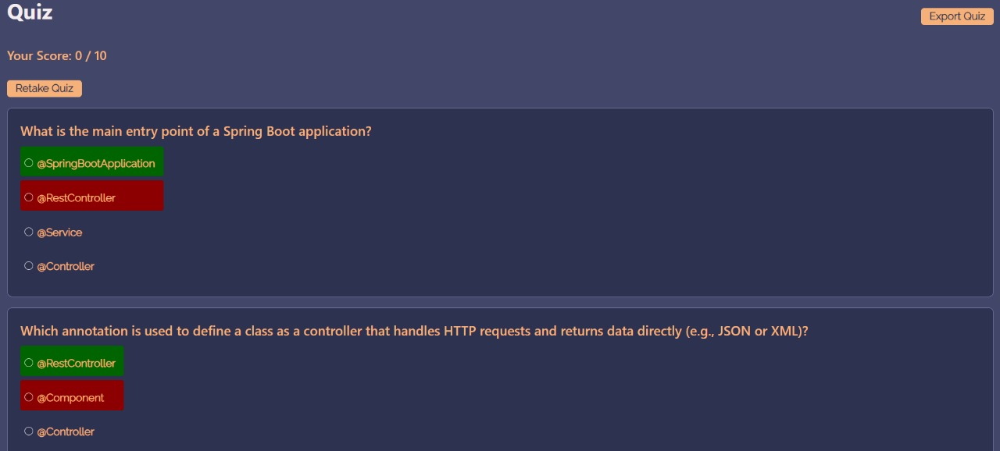 Quiz
Export Quiz
Your Score: 0 / 10
Retake Quiz
What is the main entry point of a Spring Boot application?
@SpringBootApplication
@RestController
@Service
@Controller
Which annotation is used to define a class as a controller that handles HTTP requests and returns data directly (e.g., JSON or XML)?
@RestController
@Component
@Controller